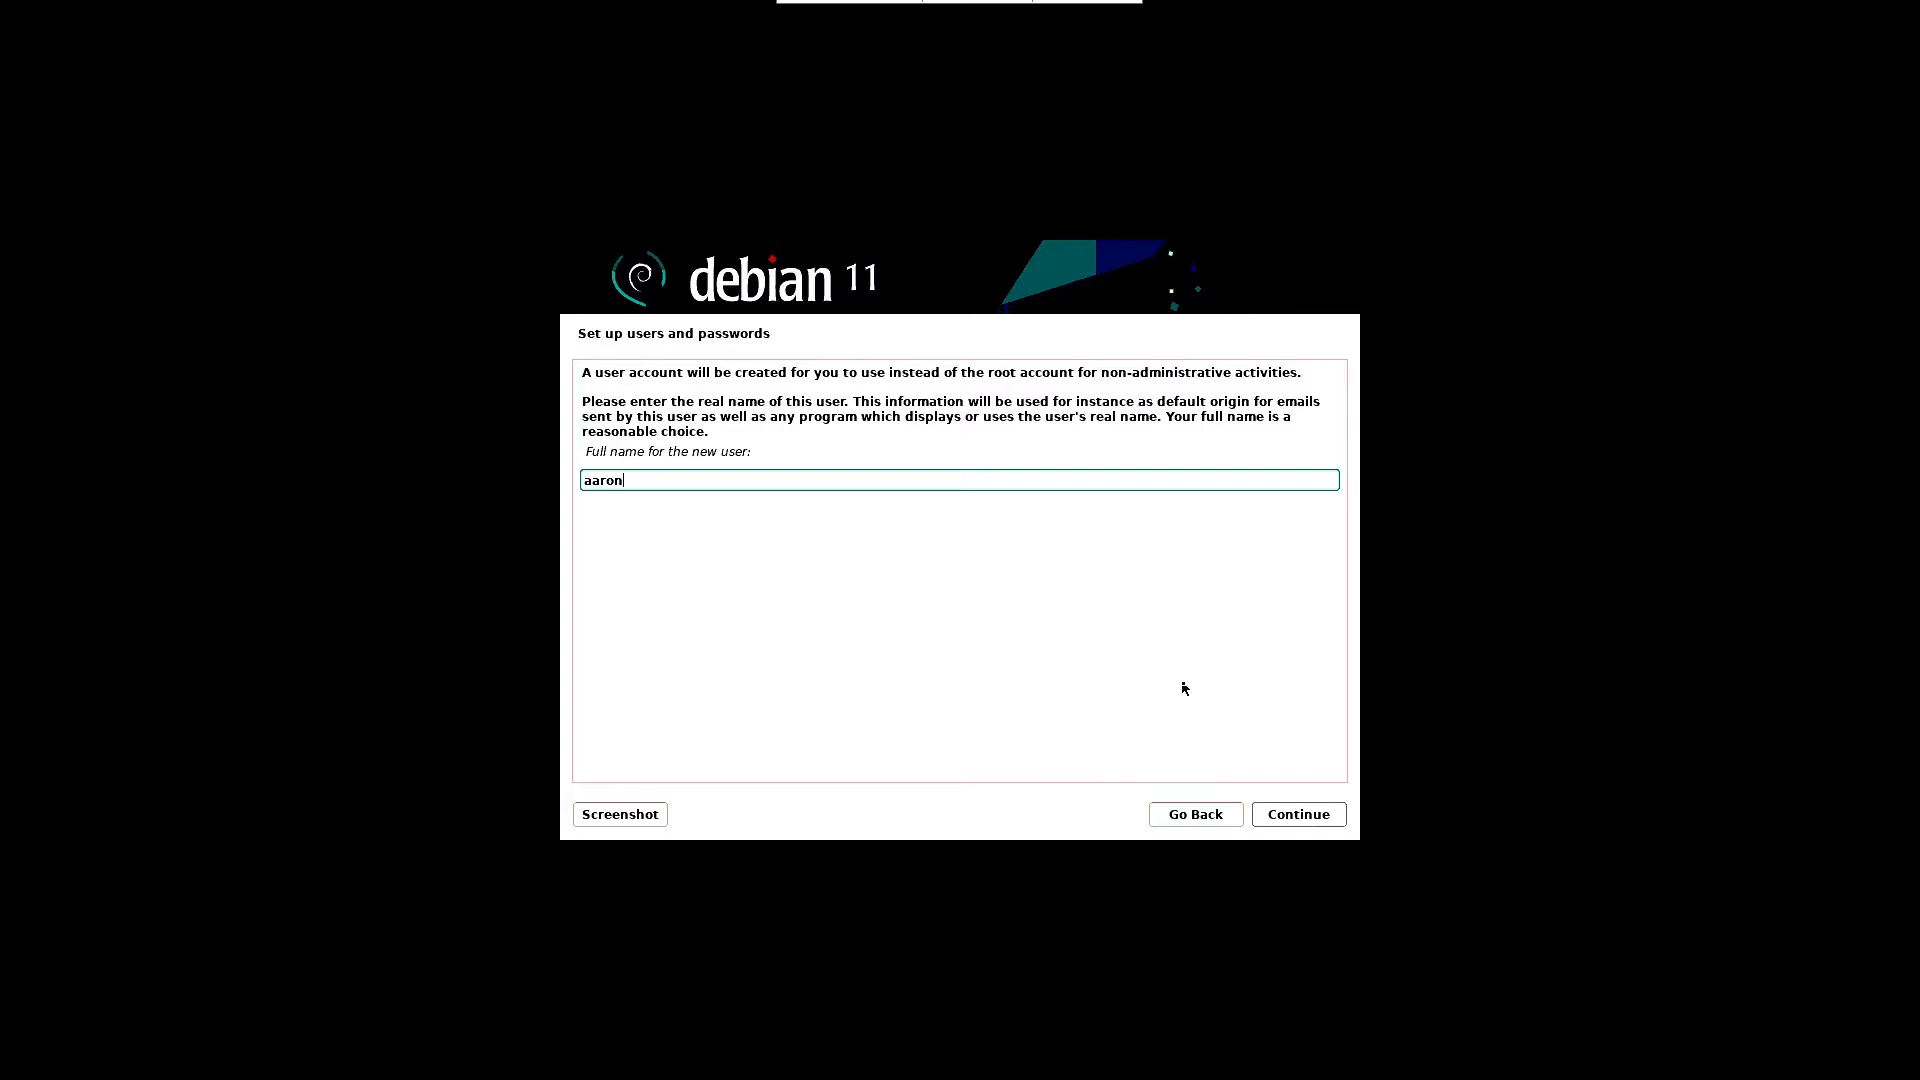 debian 11
Set up users and passwords
A user account will be created for you to use instead of the root account for non-administrative activities.
Please enter the real name of this user. This information will be used for instance as default origin for emails
sent by this user as well as any program which displays or uses the user's real name. Your full name is a
reasonable choice.
Full name for the new user:
aaron
Screenshot
Go Back
Continue